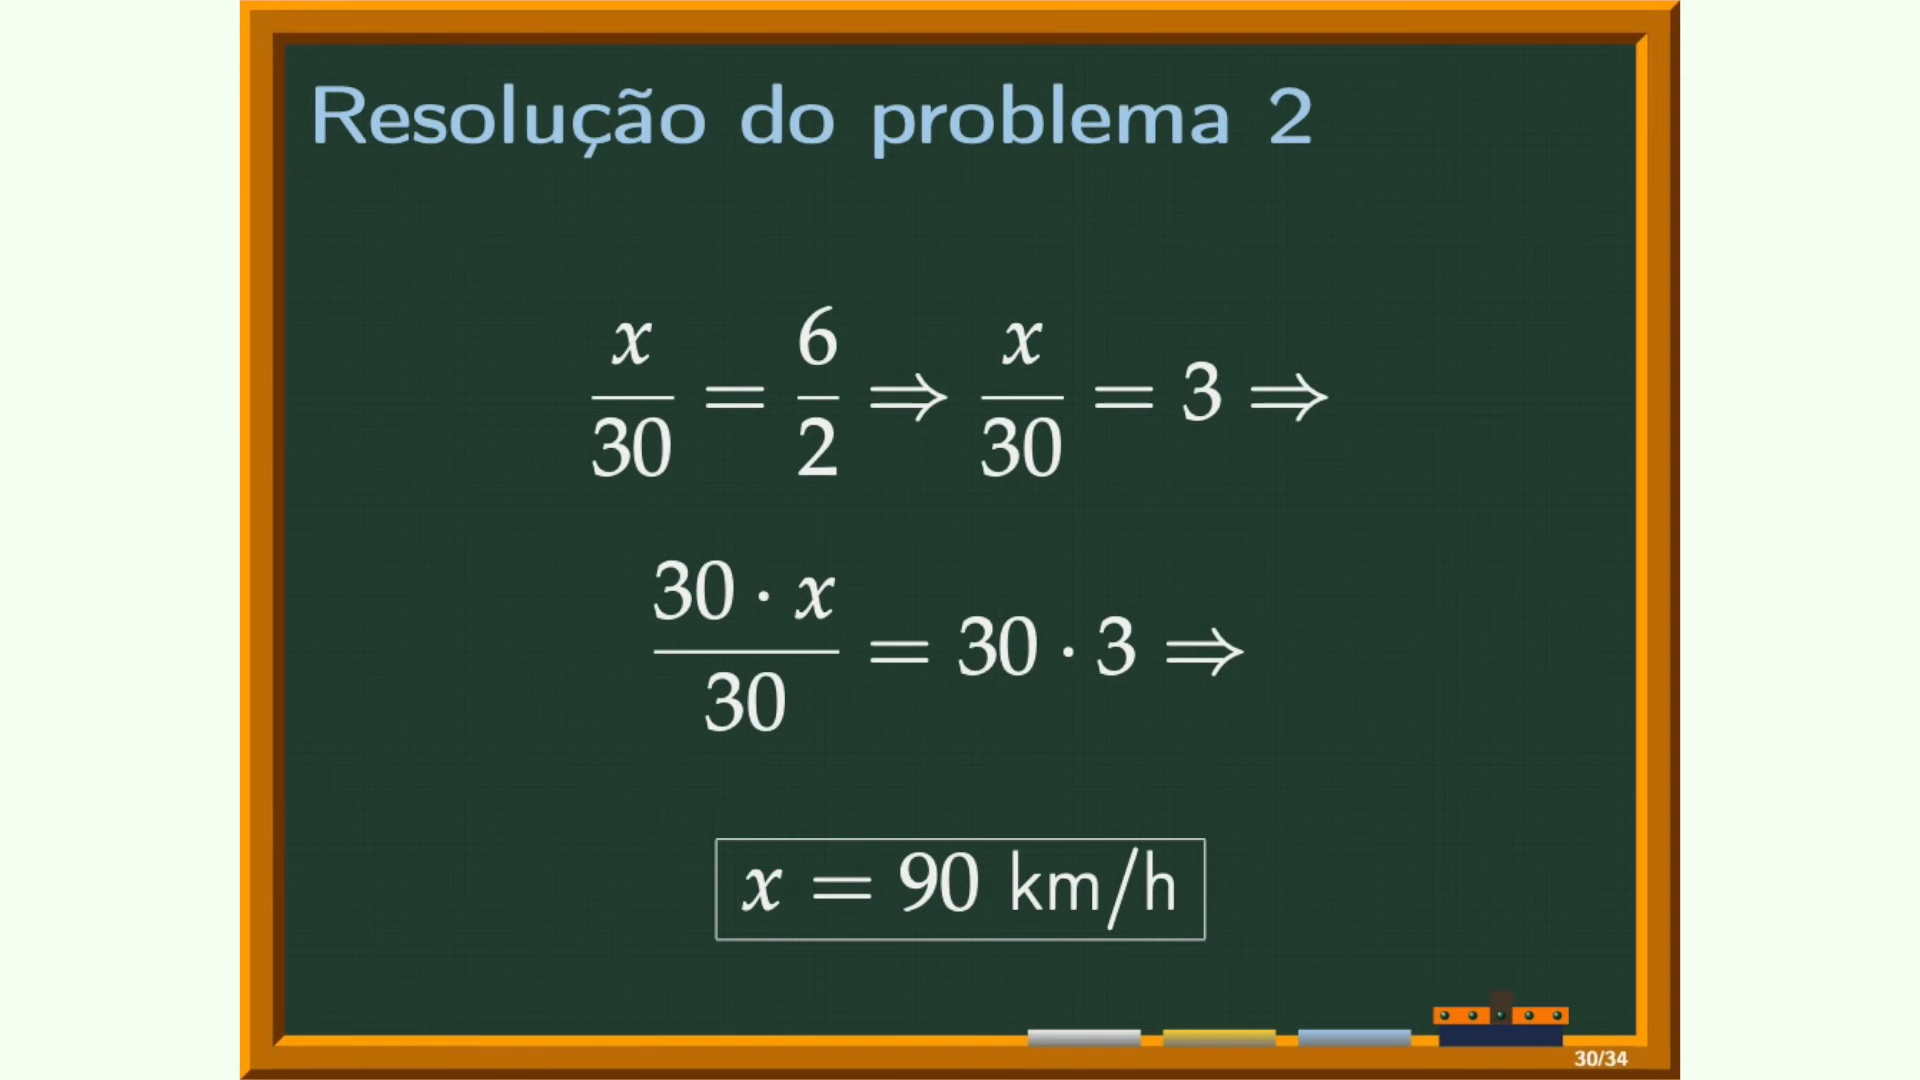 Resolução do problema 2
x/30 = 6/2 ⇒ x/30 = 3 ⇒
30 · x/30 = 30 · 3 ⇒
x = 90 km/h
30/34